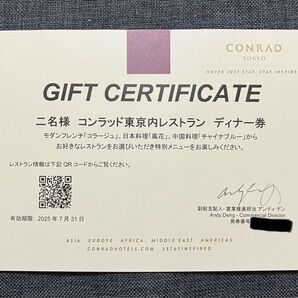 CONRAD
TOKYO
NEVER JUST STAY. STAY INSPIRED
GIFT CERTIFICATE
二名様 コンラッド東京内レストラン ディナー券
モダンフレンチ「コラージュ」、日本料理「風花」、中国料理「チャイナブルー」から
お好きなレストランをお選びいただき特別メニューをお楽しみください。
レストラン情報は下記 QR コードからご覧ください。
有効期限: 2025 年 7 月 31 日
副総支配人・営業推進担当 アンディ デン
Andy Deng - Commercial Director
発券番号
ASIA EUROPE AFRICA MIDDLE EAST AMERICAS
CONRADHOTELS.COM #STAYINSPIRED